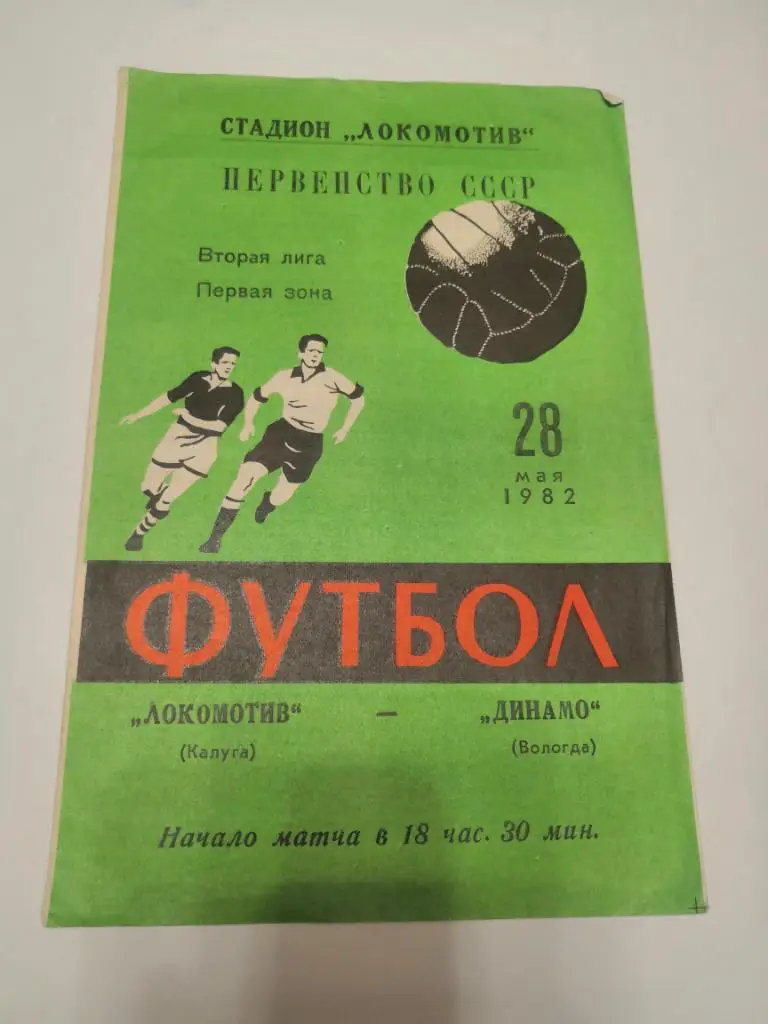 СТАДИОН „ЛОКОМОТИВ“
ПЕРВЕНСТВО СССР
Вторая лига
Первая зона
28
мая
1982
ФУТБОЛ
„ЛОКОМОТИВ“ — „ДИНАМО“
(Калуга) (Вологда)
Начало матча в 18 час. 30 мин.